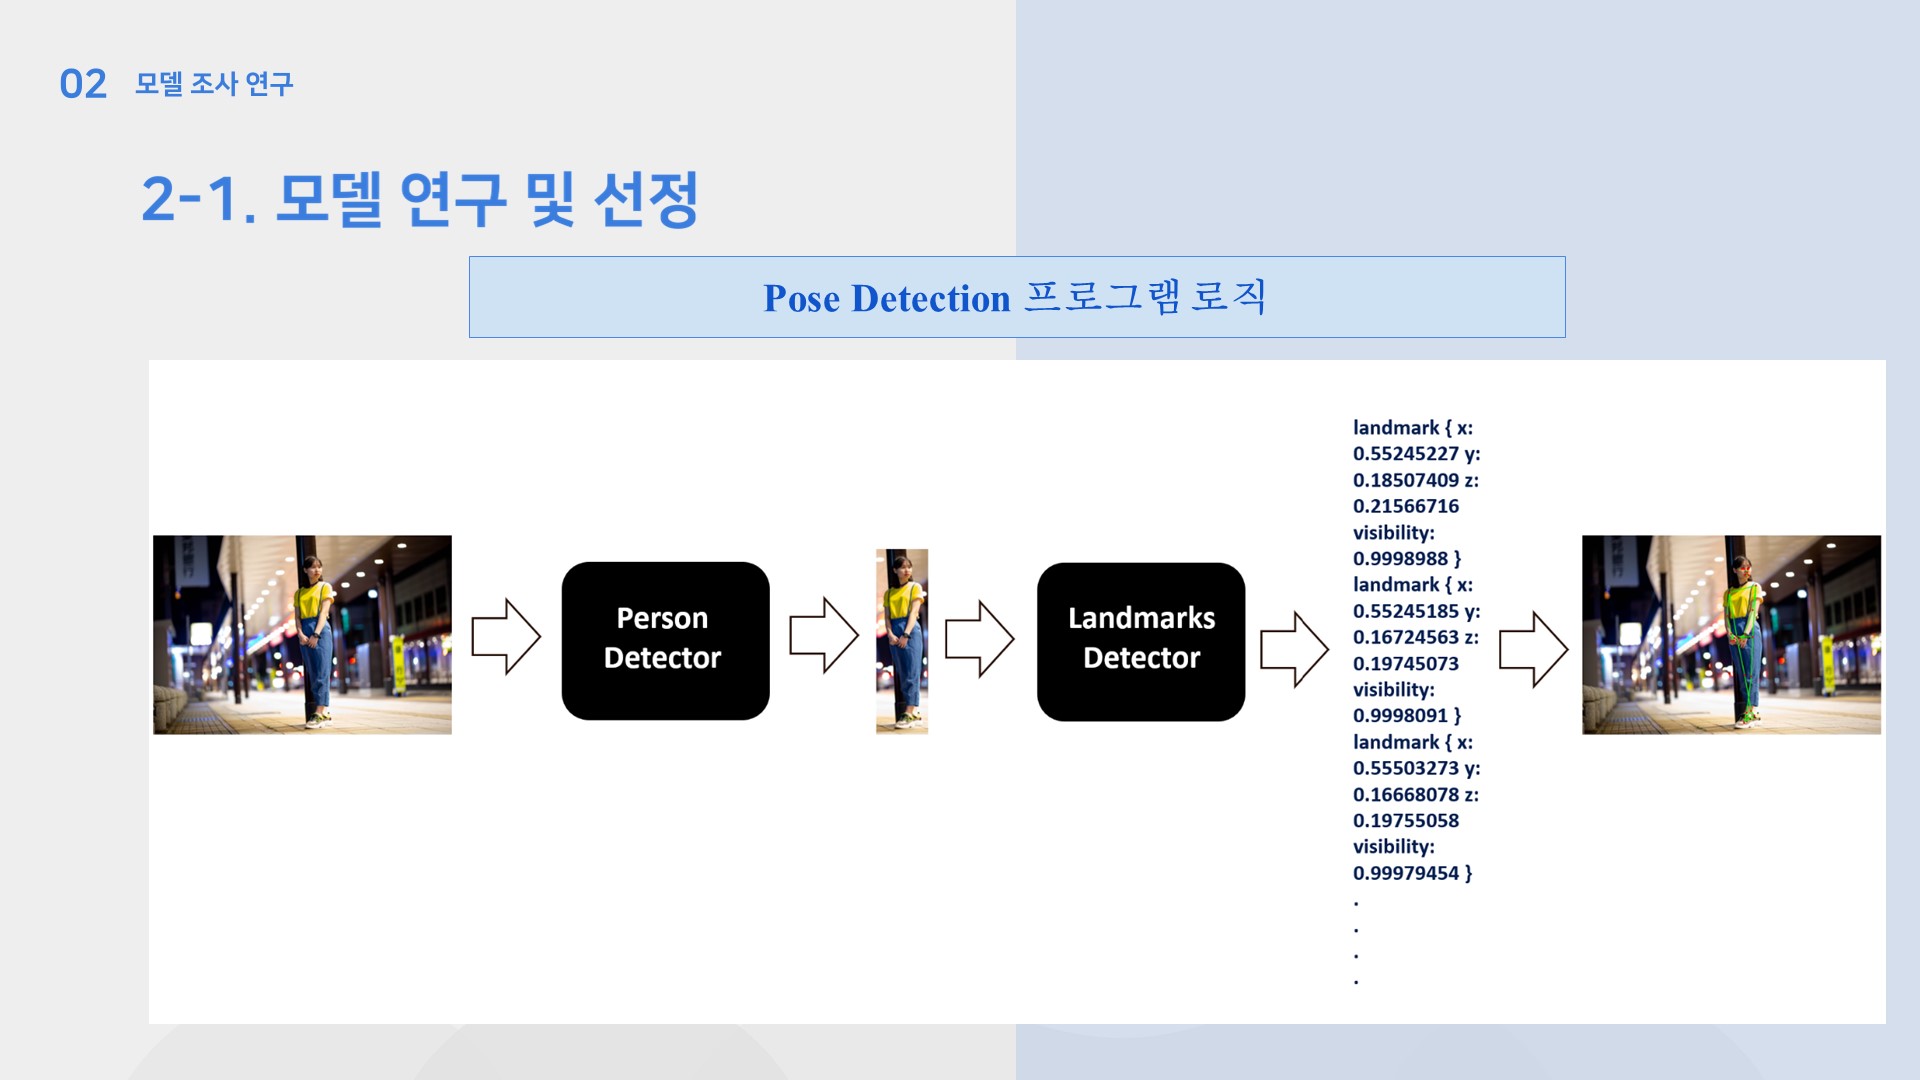 02 모델 조사 연구
2-1. 모델 연구 및 선정
Pose Detection 프로그램 로직
Person
Detector
Landmarks
Detector
landmark { x:
0.55245227 y:
0.18507409 z:
0.21566716
visibility:
0.9998988 }
landmark { x:
0.55245185 y:
0.16724563 z:
0.19745073
visibility:
0.9998091 }
landmark { x:
0.55503273 y:
0.16668078 z:
0.19755058
visibility:
0.99979454 }
.
.
.
.